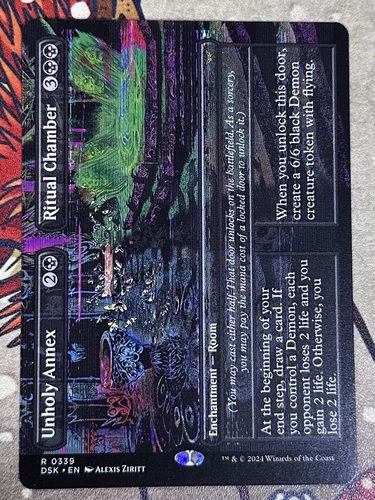 Unholy Annex 2
Ritual Chamber 3
Enchantment – Room
(You may cast either half. That door unlocks on the battlefield. As a sorcery,
you may pay the mana cost of a locked door to unlock it.)
At the beginning of your
end step, draw a card. If
you control a Demon, each
opponent loses 2 life and you
gain 2 life. Otherwise, you
lose 2 life.
When you unlock this door,
create a 6/6 black Demon
creature token with flying.
R 0339
DSK • EN ALEXIS ZIRITT
™ & © 2024 Wizards of the Coast